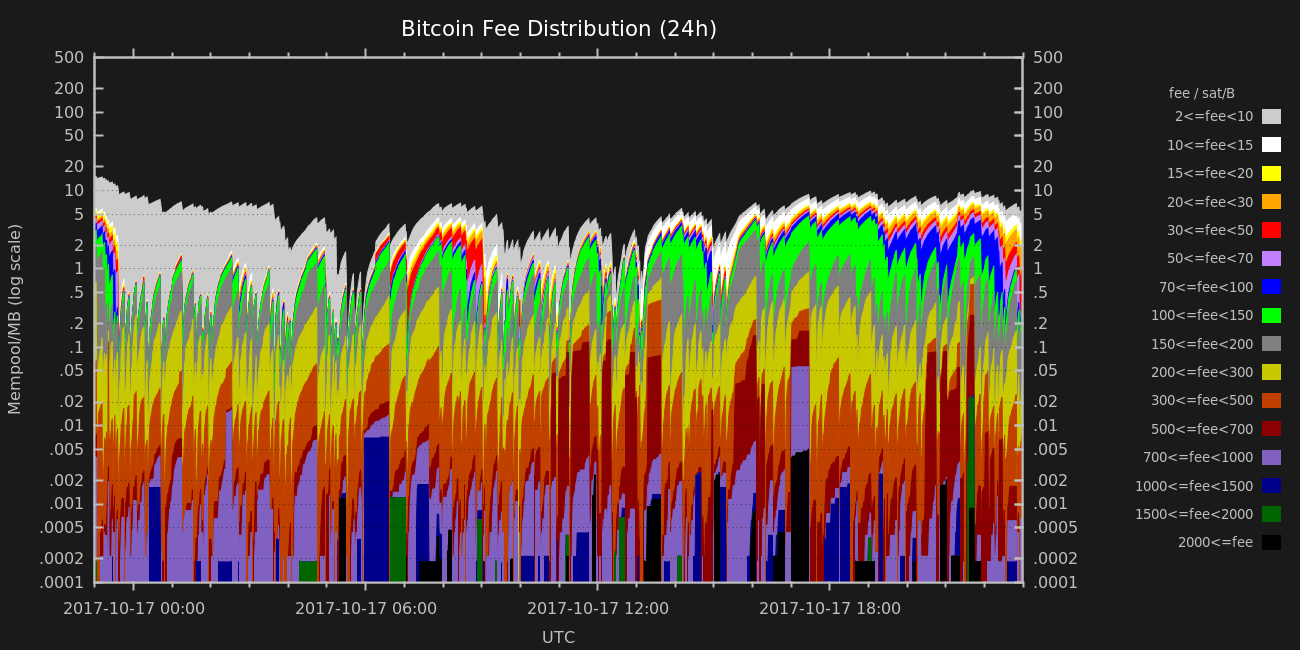 Bitcoin Fee Distribution (24h)
500 500
200 200
100 100
50 50
20 20
10 10
5 5
2 2
1 1
.5 .5
.2 .2
.1 .1
.05 .05
.02 .02
.01 .01
.005 .005
.002 .002
.001 .001
.0005 .0005
.0002 .0002
.0001 .0001
Mempool/MB (log scale)
2017-10-17 00:00 2017-10-17 06:00 2017-10-17 12:00 2017-10-17 18:00
UTC
fee / sat/B
2<=fee<10
10<=fee<15
15<=fee<20
20<=fee<30
30<=fee<50
50<=fee<70
70<=fee<100
100<=fee<150
150<=fee<200
200<=fee<300
300<=fee<500
500<=fee<700
700<=fee<1000
1000<=fee<1500
1500<=fee<2000
2000<=fee